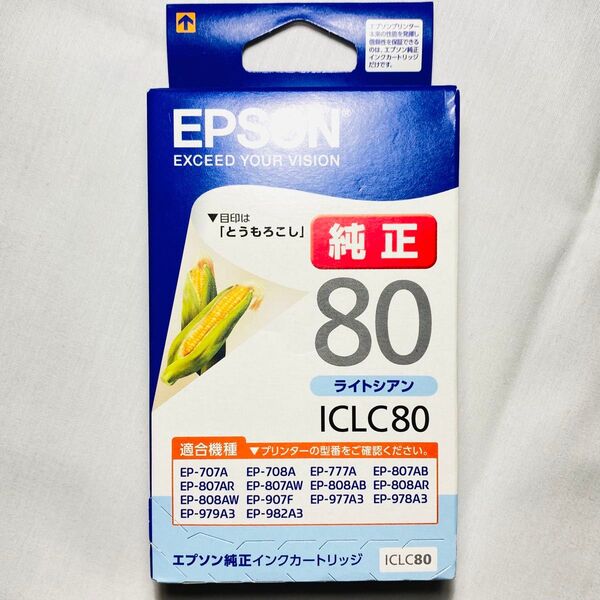 エプソンプリンター
本来の性能を発揮し
信頼性を保証できる
のは、エプソン純正
インクカートリッジ
だけです。
EPSON®
EXCEED YOUR VISION
▼目印は
「とうもろこし」
純正
80
ライトシアン
ICLC80
適合機種 ▼プリンターの型番をご確認ください。
EP-707A EP-708A EP-777A EP-807AB
EP-807AR EP-807AW EP-808AB EP-808AR
EP-808AW EP-907F EP-977A3 EP-978A3
EP-979A3 EP-982A3
エプソン純正インクカートリッジ ICLC80